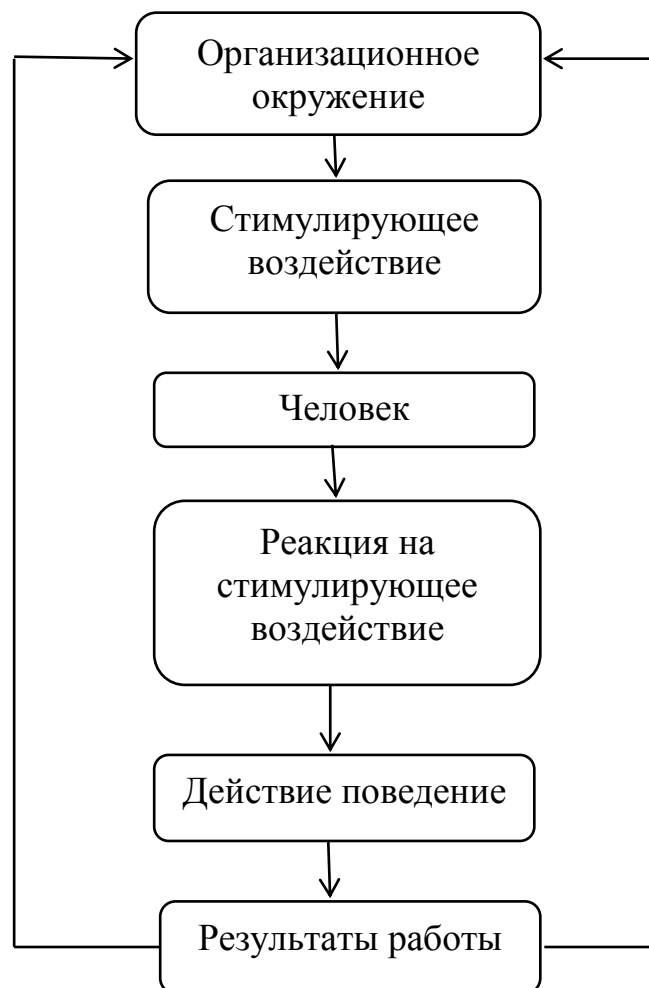 Организационное
окружение
Стимулирующее
воздействие
Человек
Реакция на
стимулирующее
воздействие
Действие поведение
Результаты работы